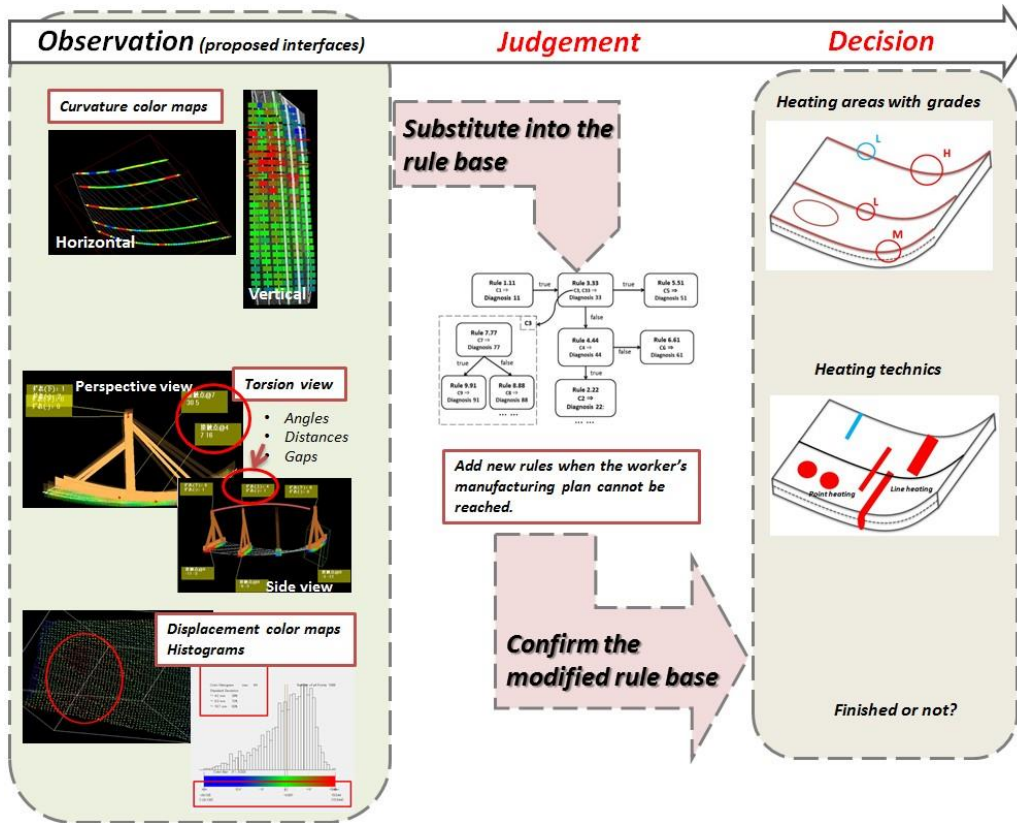 Observation (proposed interfaces)
Judgement
Decision
Curvature color maps
Horizontal
Vertical
Perspective view
Torsion view
• Angles
• Distances
• Gaps
Side view
Displacement color maps
Histograms
Substitute into the
rule base
Rule 1.11
C1 ⇒
Diagnosis 11
true
Rule 3.33
C3, C33 ⇒
Diagnosis 33
true
Rule 5.51
C5 ⇒
Diagnosis 51
false
C3
Rule 7.77
C7 ⇒
Diagnosis 77
Rule 4.44
C4 ⇒
Diagnosis 44
false
Rule 6.61
C6 ⇒
Diagnosis 61
true
false
true
Rule 9.91
C9 ⇒
Diagnosis 91
Rule 8.88
C8 ⇒
Diagnosis 88
Rule 2.22
C2 ⇒
Diagnosis 22
... ...
... ...
Add new rules when the worker's
manufacturing plan cannot be
reached.
Confirm the
modified rule base
Heating areas with grades
L
H
L
M
Heating technics
Point heating
Line heating
Finished or not?